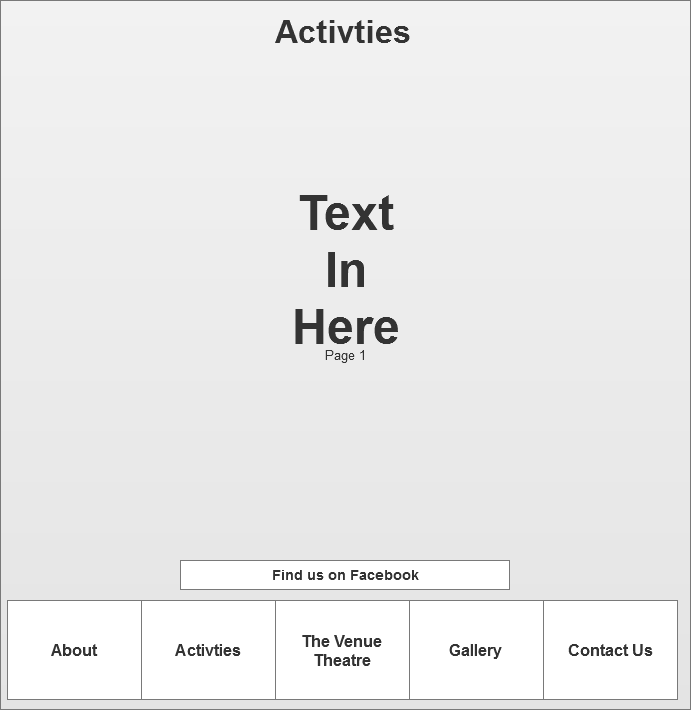 Activties
Text
In
Here
Page 1
Find us on Facebook
About
Activties
The Venue
Theatre
Gallery
Contact Us